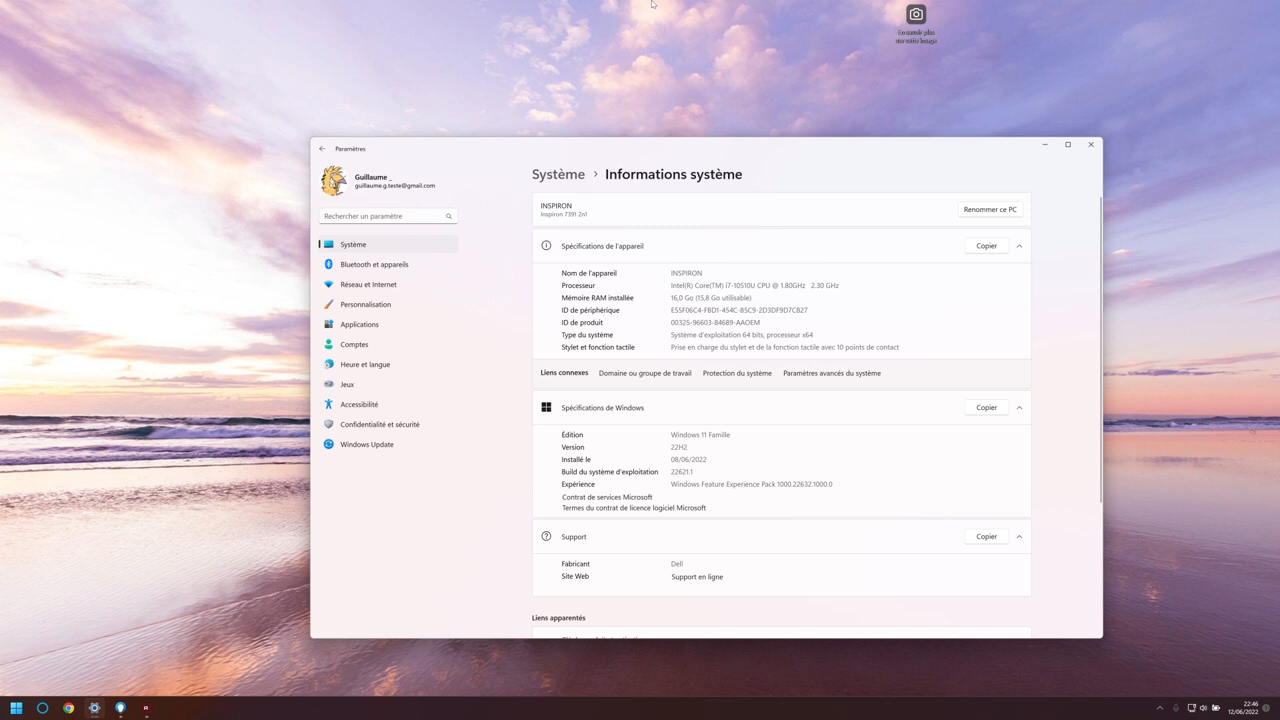 En savoir plus
sur cette image
Paramètres
Guillaume _
guillaume.g.teste@gmail.com
Rechercher un paramètre
Système
Bluetooth et appareils
Réseau et Internet
Personnalisation
Applications
Comptes
Heure et langue
Jeux
Accessibilité
Confidentialité et sécurité
Windows Update
Système > Informations système
INSPIRON
Inspiron 7391 2n1
Renommer ce PC
Spécifications de l'appareil
Copier
Nom de l'appareil INSPIRON
Processeur Intel(R) Core(TM) i7-10510U CPU @ 1.80GHz 2.30 GHz
Mémoire RAM installée 16,0 Go (15,8 Go utilisable)
ID de périphérique E55F06C4-FBD1-454C-85C9-2D3DF9D7CB27
ID de produit 00325-96603-84689-AAOEM
Type du système Système d'exploitation 64 bits, processeur x64
Stylet et fonction tactile Prise en charge du stylet et de la fonction tactile avec 10 points de contact
Liens connexes Domaine ou groupe de travail Protection du système Paramètres avancés du système
Spécifications de Windows
Copier
Édition Windows 11 Famille
Version 22H2
Installé le 08/06/2022
Build du système d'exploitation 22621.1
Expérience Windows Feature Experience Pack 1000.22632.1000.0
Contrat de services Microsoft
Termes du contrat de licence logiciel Microsoft
Support
Copier
Fabricant Dell
Site Web Support en ligne
Liens apparentés
22:46
12/06/2022